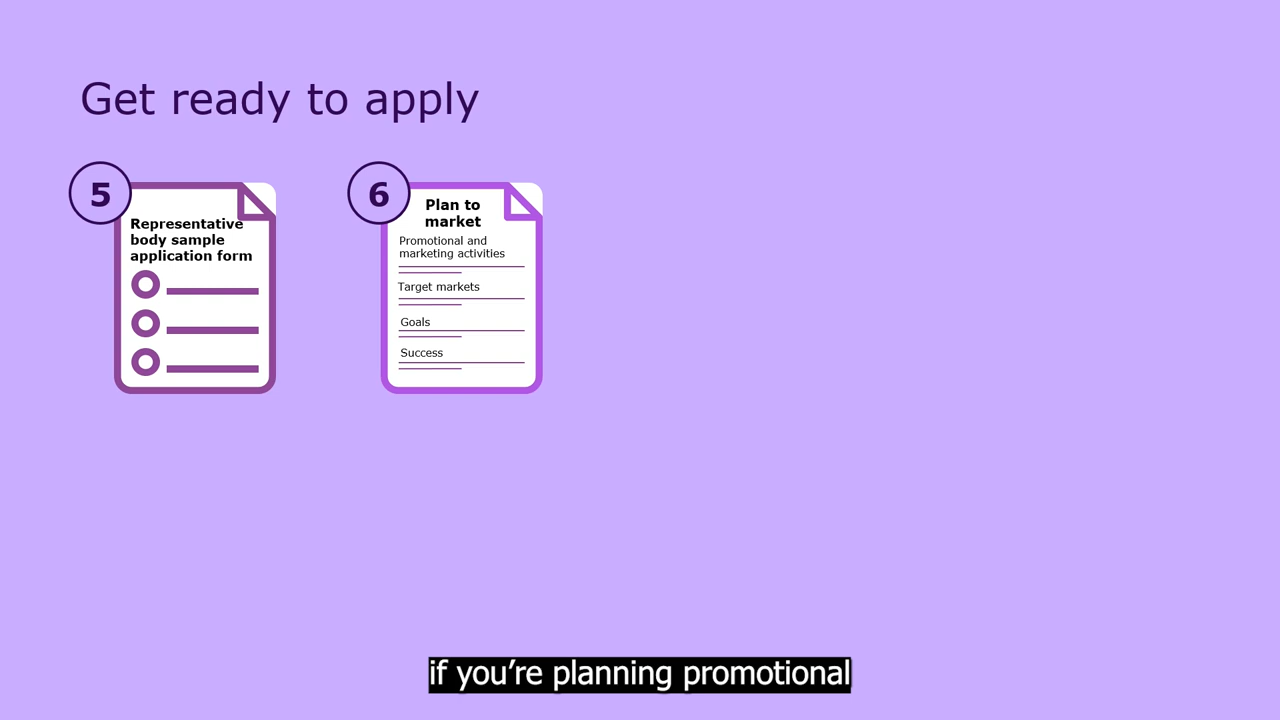 Get ready to apply
5
Representative
body sample
application form
6
Plan to
market
Promotional and
marketing activities
Target markets
Goals
Success
if you’re planning promotional